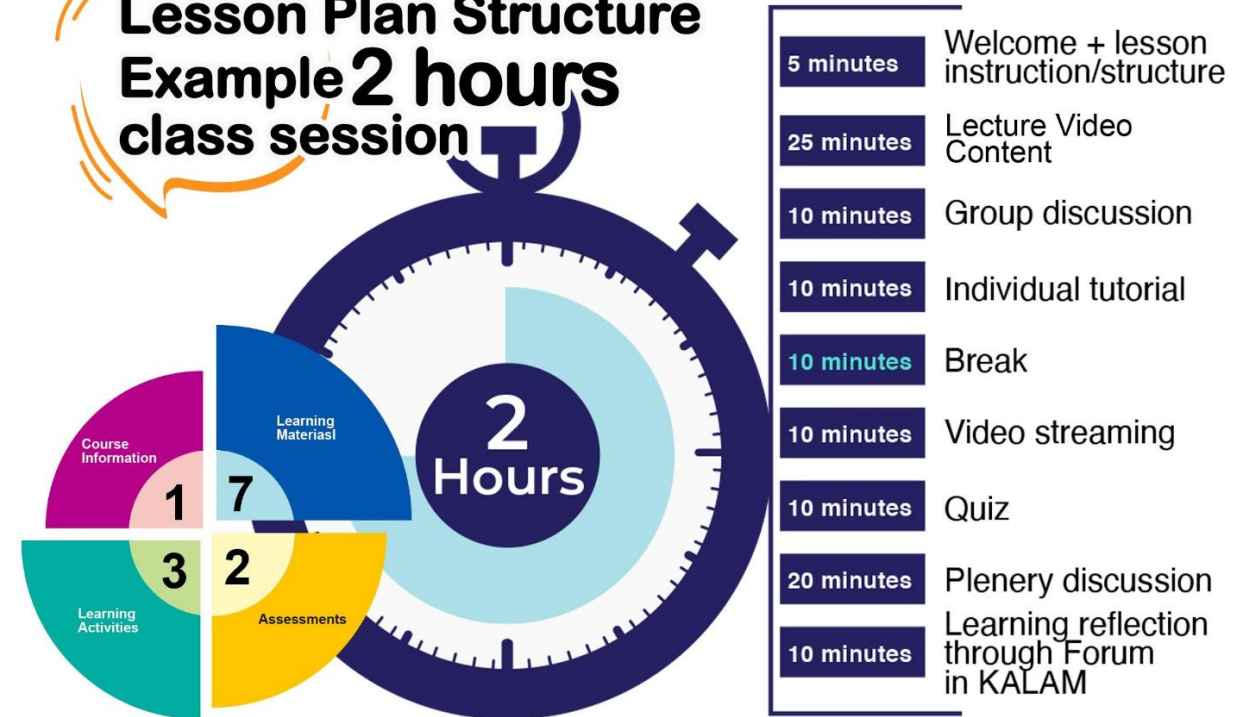 Lesson Plan Structure
Example 2 hours
class session
5 minutes
Welcome + lesson
instruction/structure
25 minutes
Lecture Video
Content
10 minutes
Group discussion
10 minutes
Individual tutorial
10 minutes
Break
10 minutes
Video streaming
10 minutes
Quiz
20 minutes
Plenery discussion
10 minutes
Learning reflection
through Forum
in KALAM
2
Hours
Course
Information
1
Learning
Materiasl
7
Learning
Activities
3
Assessments
2